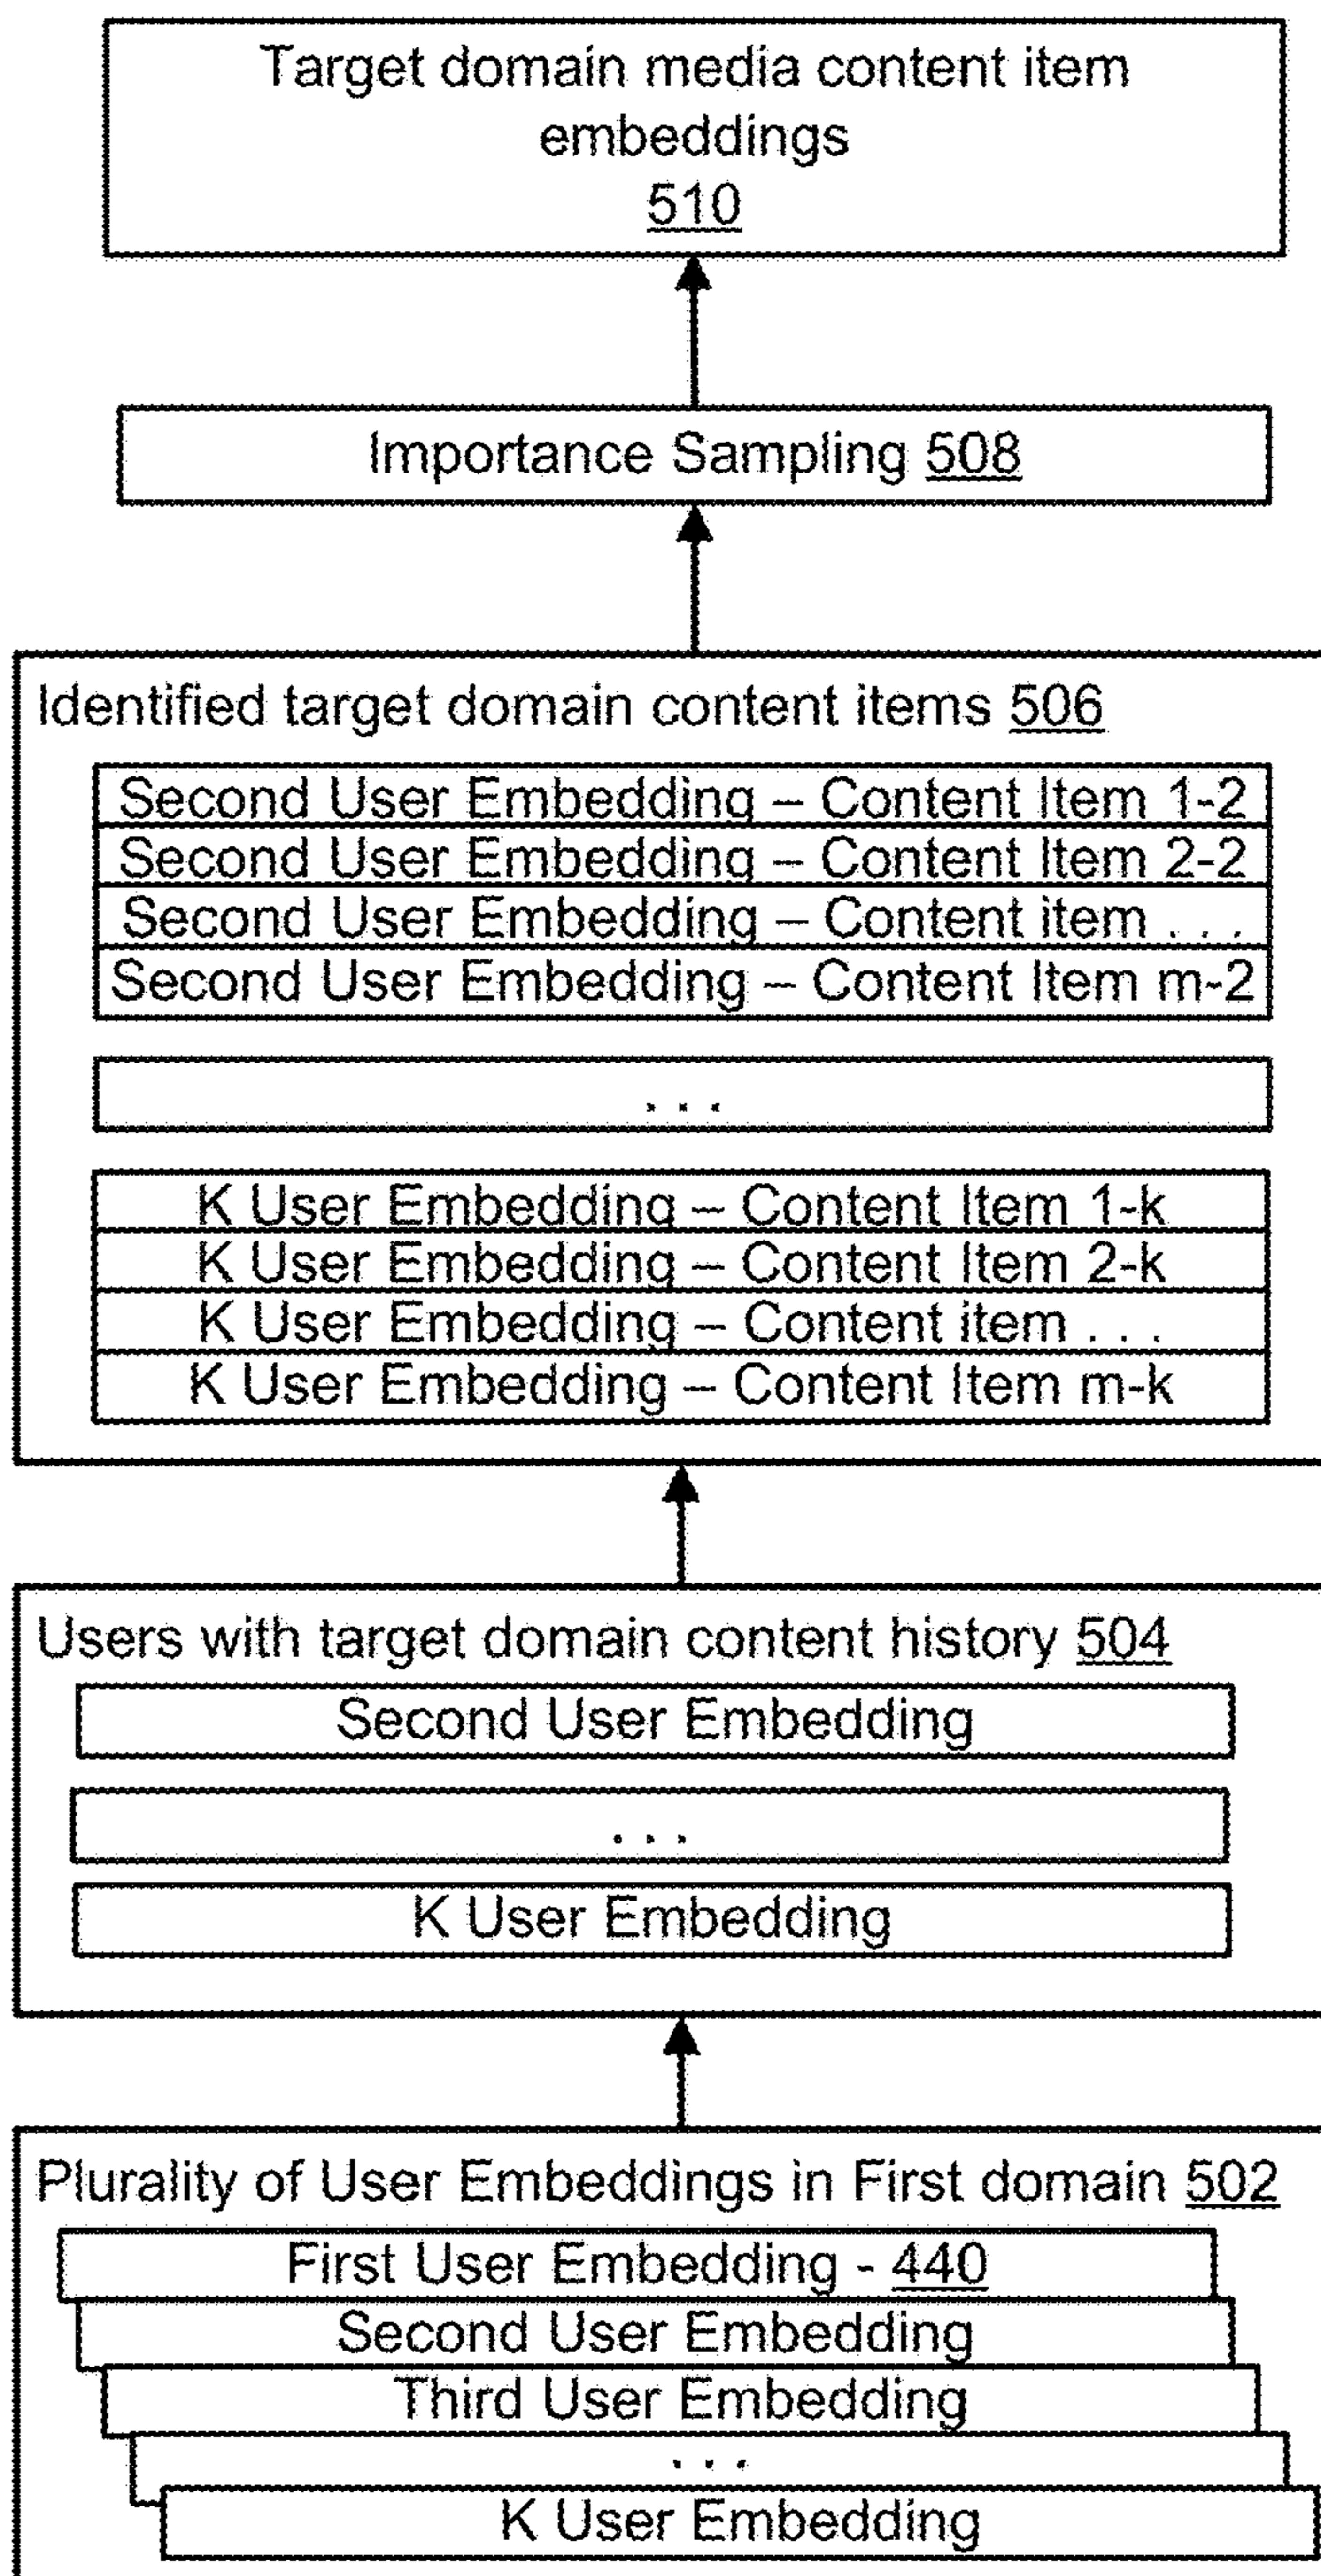 Target domain media content item
embeddings
510
Importance Sampling 508
Identified target domain content items 506
Second User Embedding – Content Item 1-2
Second User Embedding – Content Item 2-2
Second User Embedding – Content item . . .
Second User Embedding – Content Item m-2
. . .
K User Embedding – Content Item 1-k
K User Embedding – Content Item 2-k
K User Embedding – Content item . . .
K User Embedding – Content Item m-k
Users with target domain content history 504
Second User Embedding
. . .
K User Embedding
Plurality of User Embeddings in First domain 502
First User Embedding - 440
Second User Embedding
Third User Embedding
. . .
K User Embedding